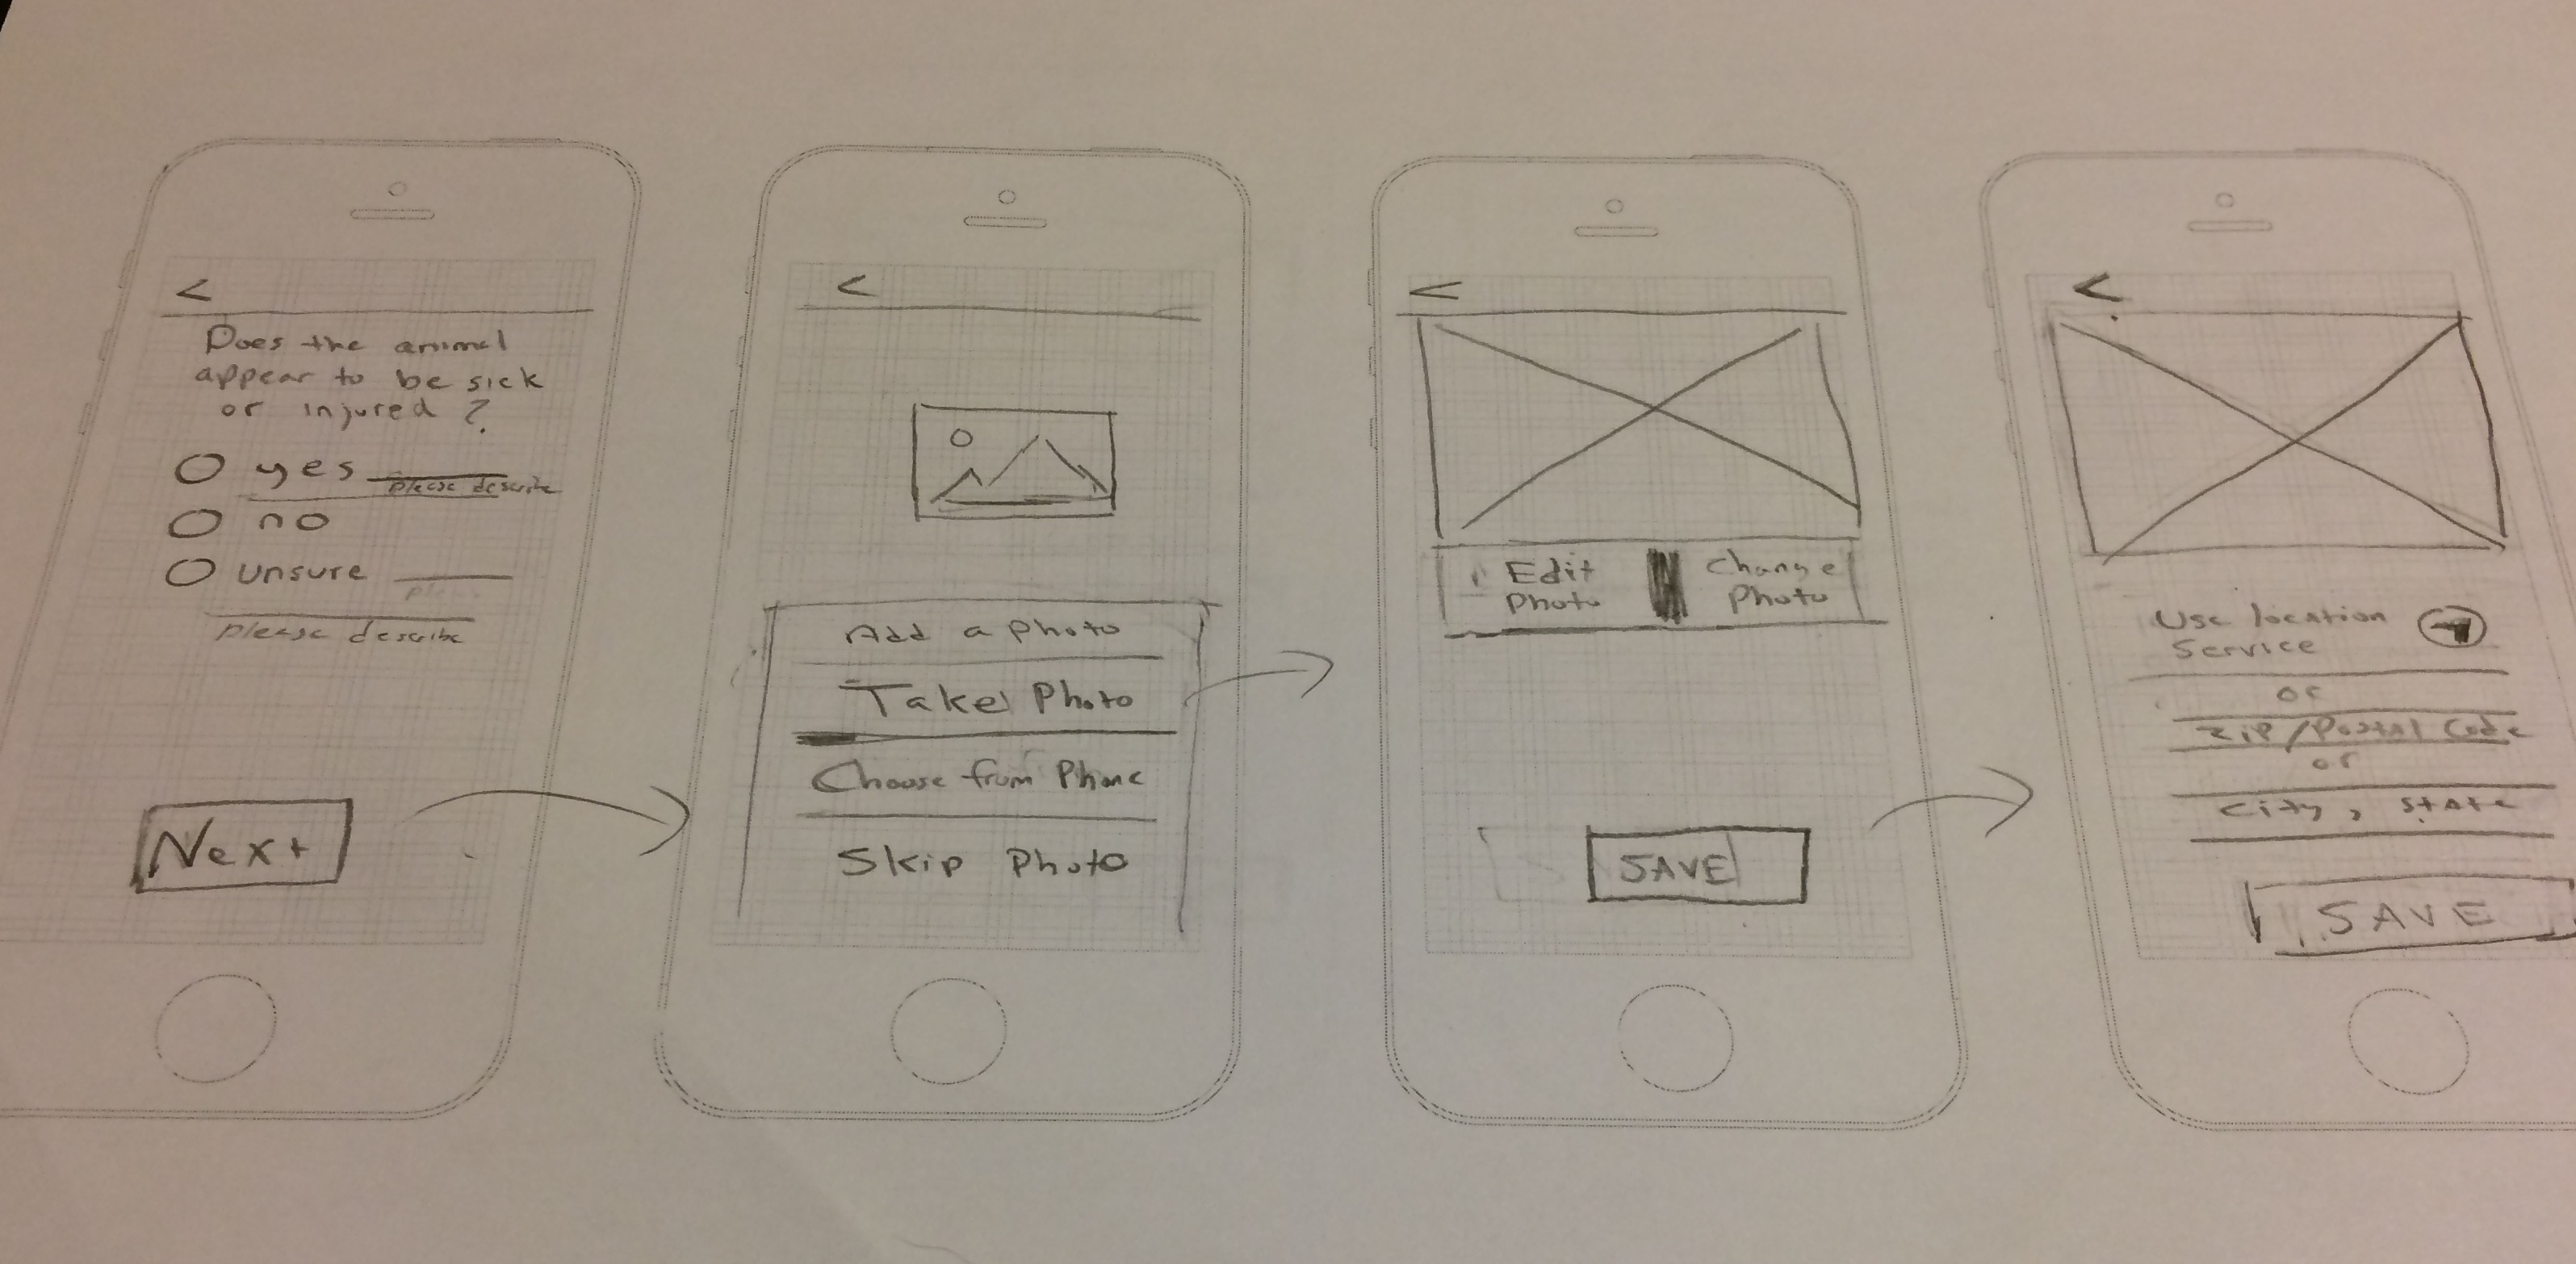 <
Does the animal
appear to be sick
or injured ?
yes
please describe
no
unsure
please describe
Next
<
Add a photo
Take Photo
Choose from Phone
Skip Photo
<
Edit
Photo
Change
Photo
SAVE
<
Use location
Service
or
Zip/Postal Code
or
City, State
SAVE